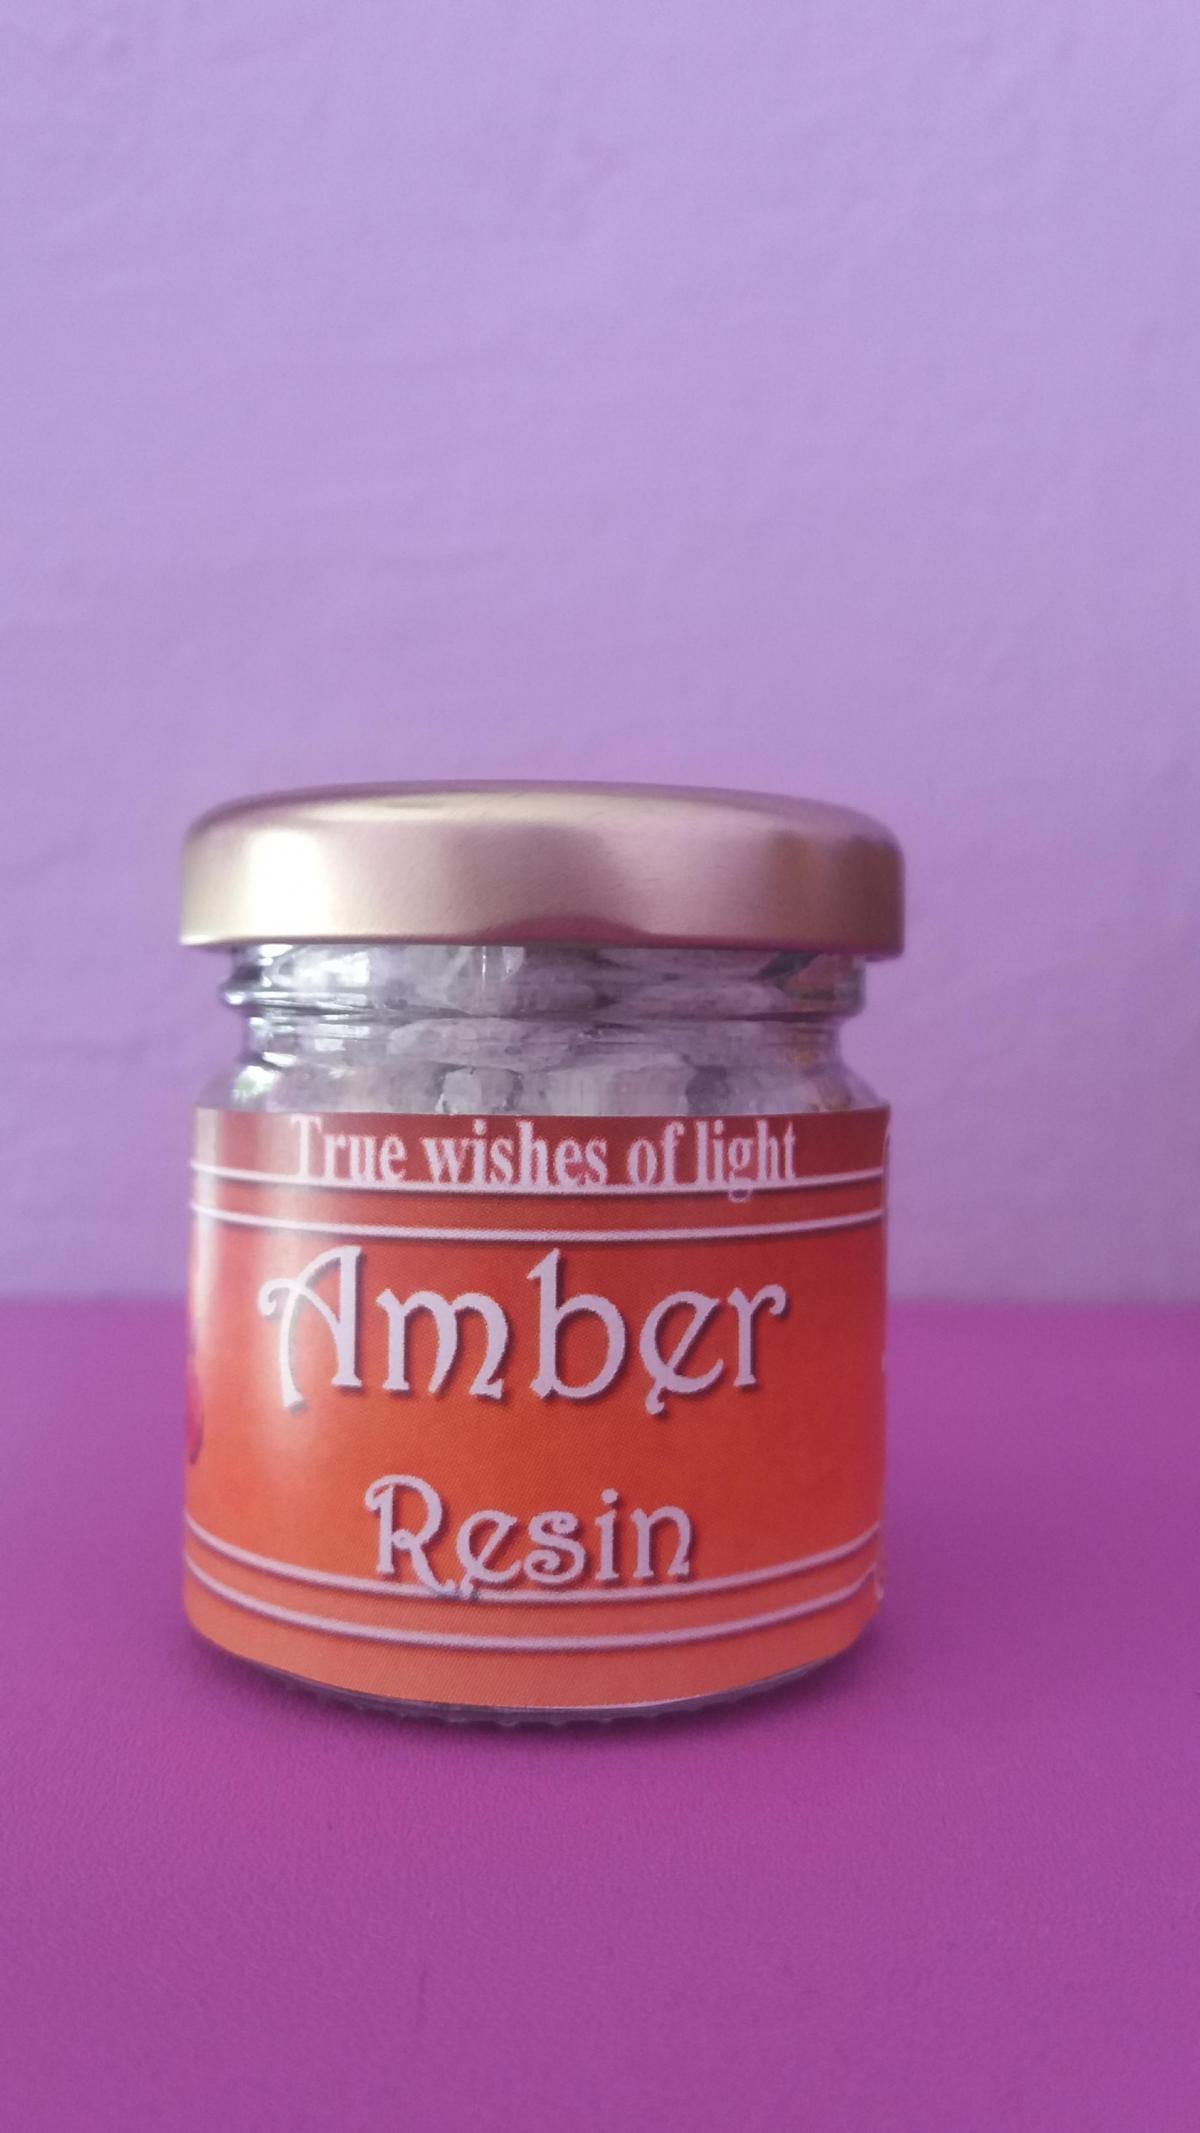 True wishes of light
Amber
Resin